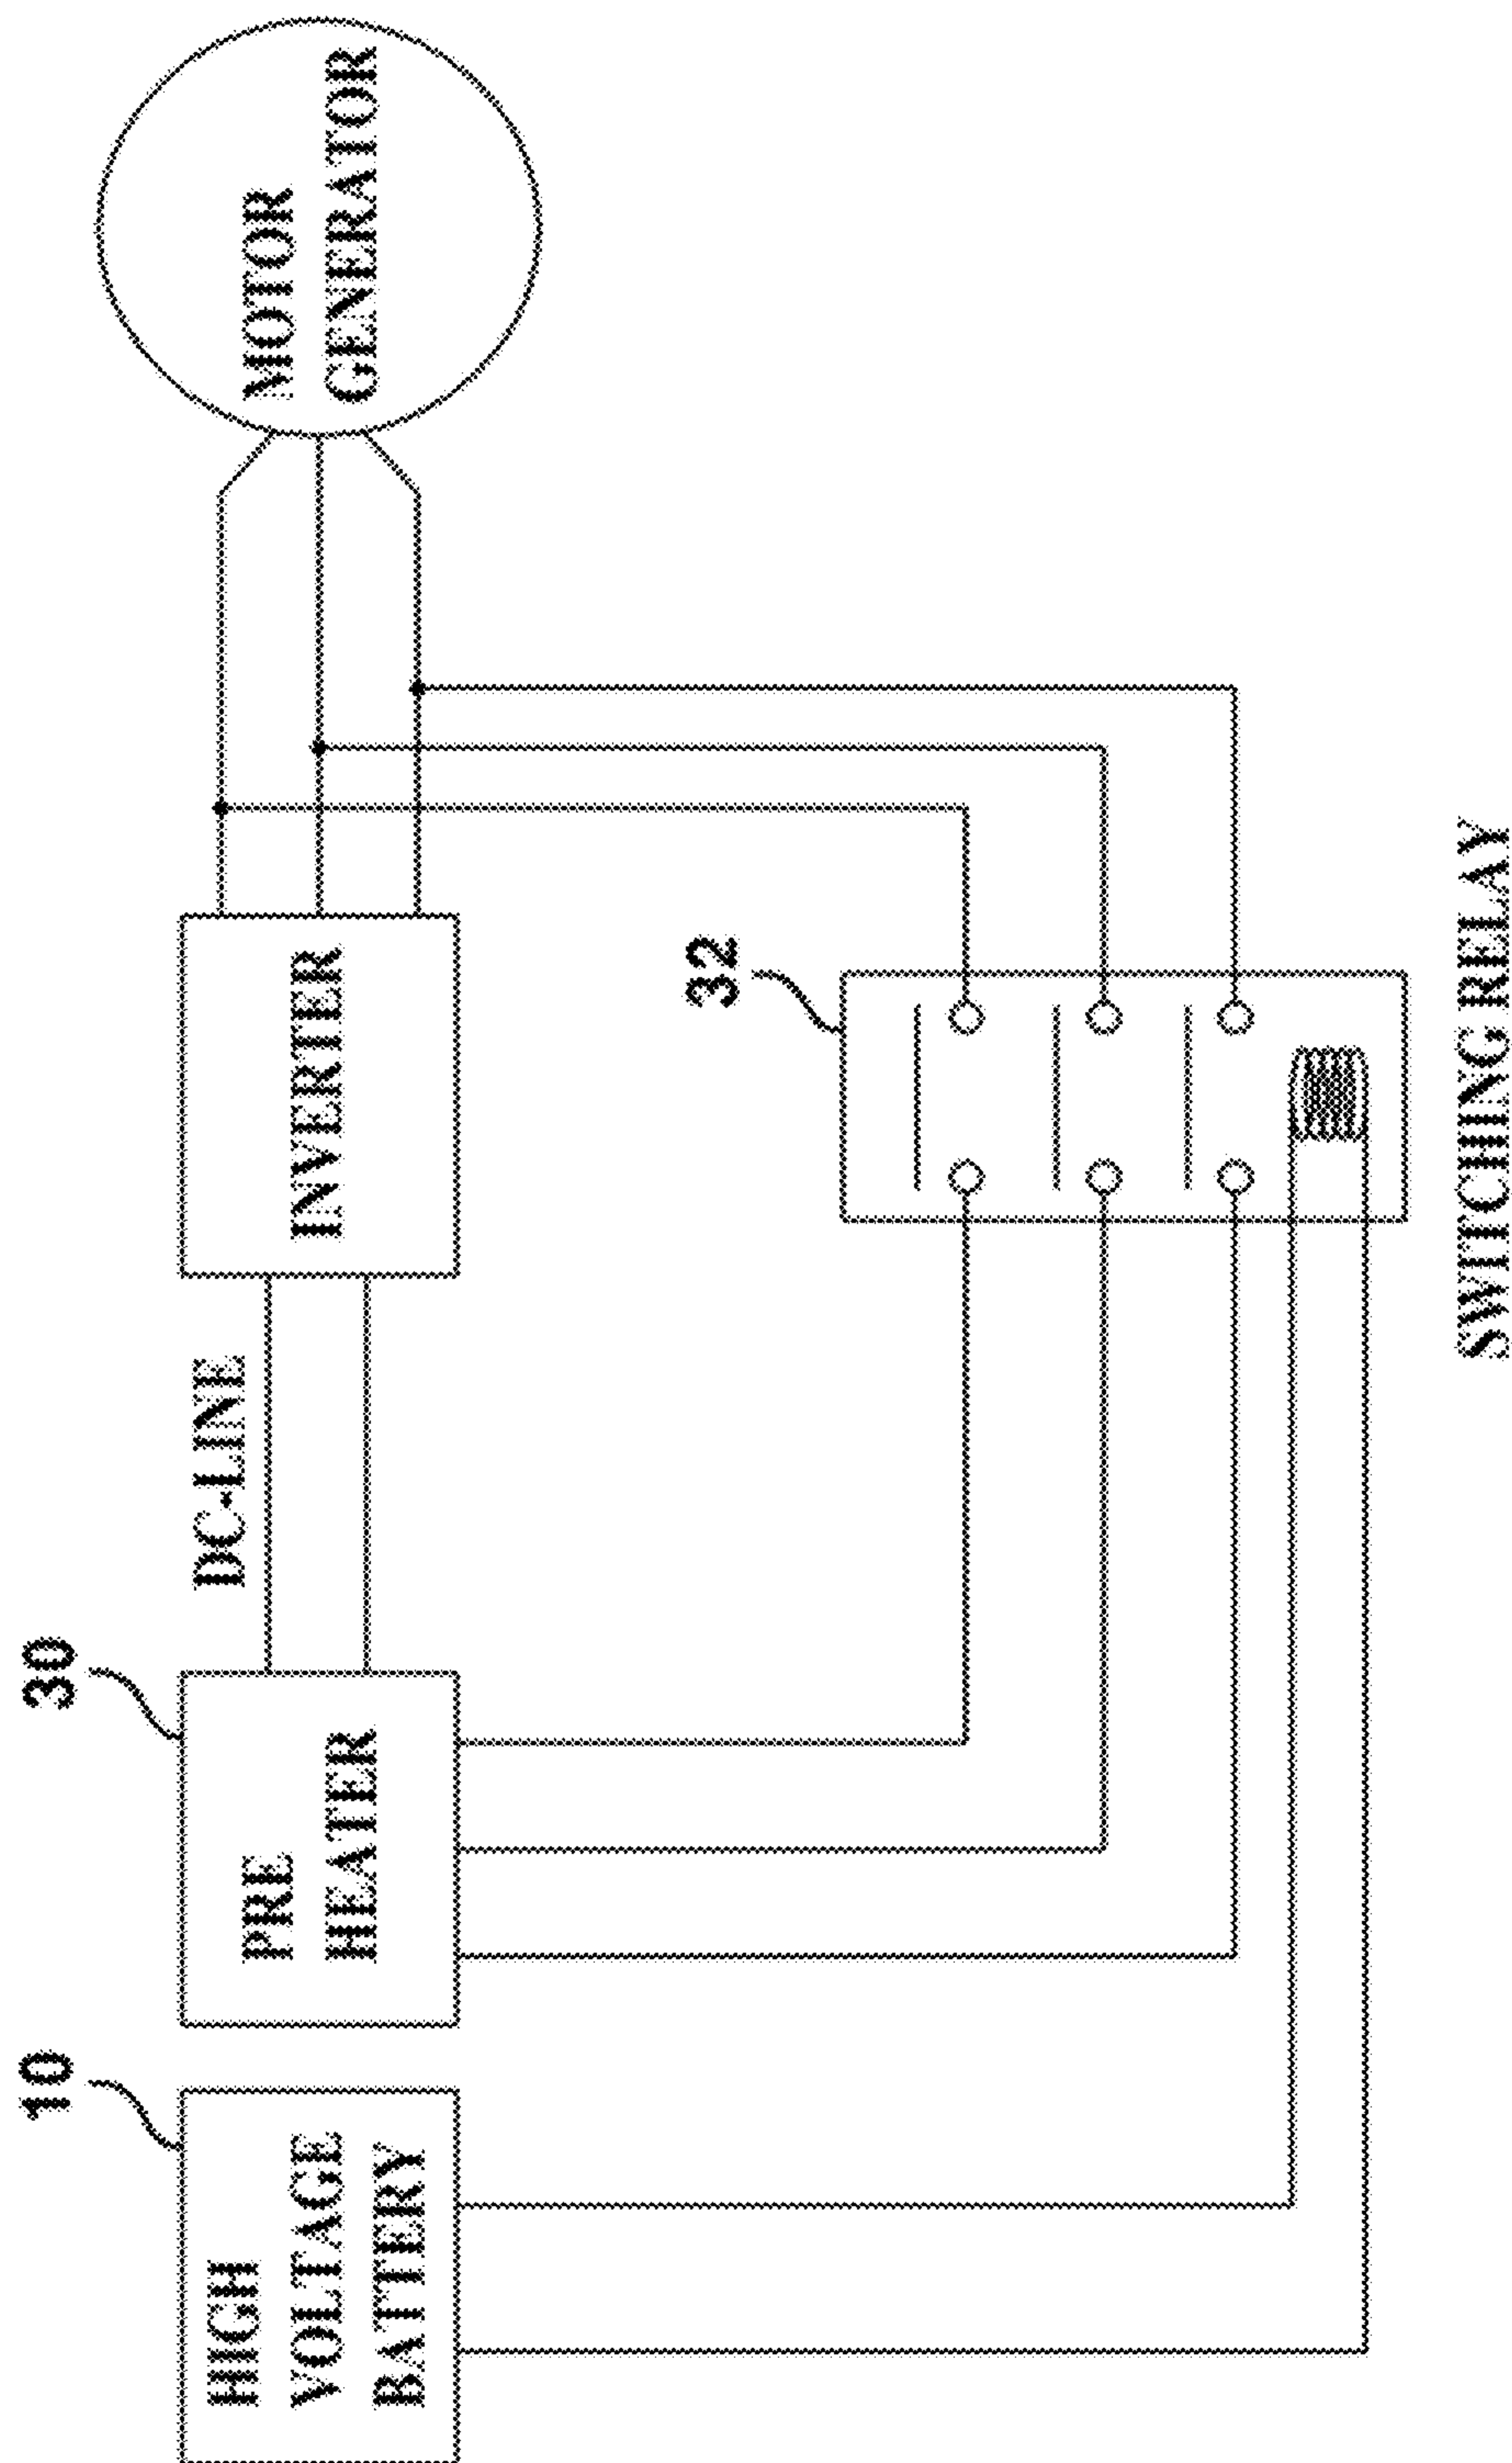 10
HIGH
VOLTAGE
BATTERY
30
PRE
HEATER
DC-LINE
INVERTER
MOTOR
GENERATOR
32
SWITCHING RELAY